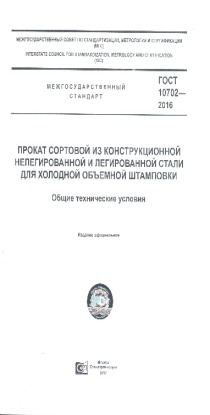 МЕЖГОСУДАРСТВЕННЫЙ СОВЕТ ПО СТАНДАРТИЗАЦИИ, МЕТРОЛОГИИ И СЕРТИФИКАЦИИ
(МГС)
INTERSTATE COUNCIL FOR STANDARDIZATION, METROLOGY AND CERTIFICATION
(ISC)
МЕЖГОСУДАРСТВЕННЫЙ
СТАНДАРТ
ГОСТ
10702—
2016
ПРОКАТ СОРТОВОЙ ИЗ КОНСТРУКЦИОННОЙ
НЕЛЕГИРОВАННОЙ И ЛЕГИРОВАННОЙ СТАЛИ
ДЛЯ ХОЛОДНОЙ ОБЪЕМНОЙ ШТАМПОВКИ
Общие технические условия
Издание официальное
Москва
Стандартинформ